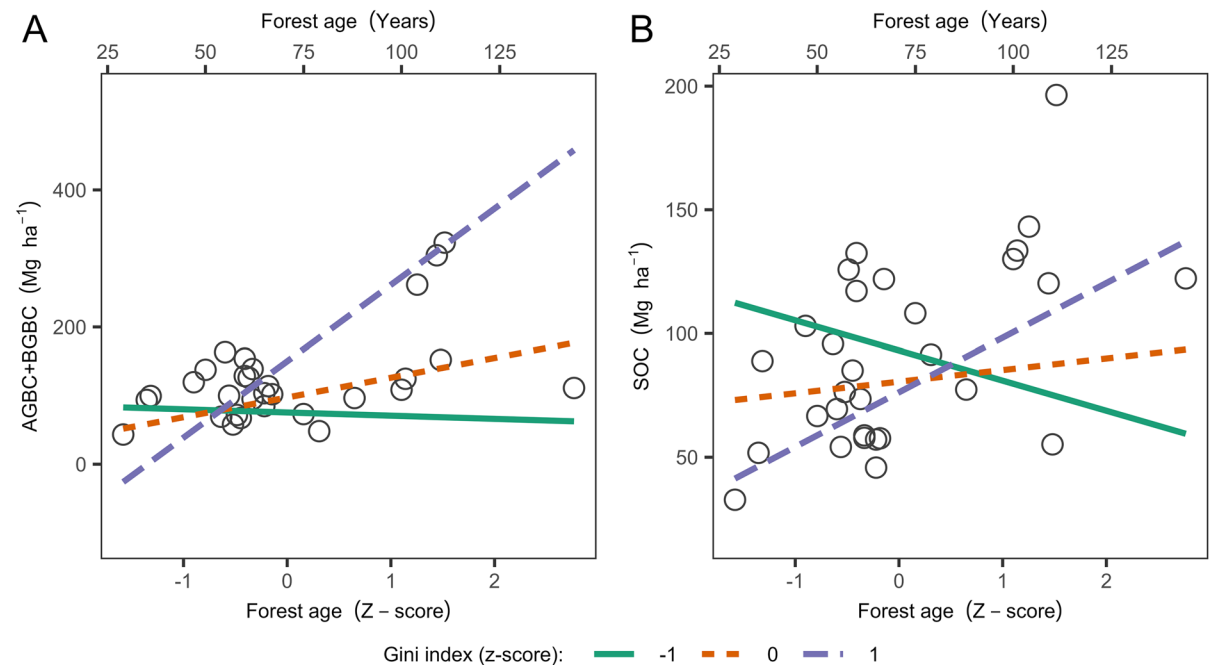 A
Forest age (Years)
25 50 75 100 125
AGBC+BGBC (Mg ha⁻¹)
400
200
0
-1 0 1 2
Forest age (Z – score)
B
Forest age (Years)
25 50 75 100 125
SOC (Mg ha⁻¹)
200
150
100
50
-1 0 1 2
Forest age (Z – score)
Gini index (z-score): -1 0 1